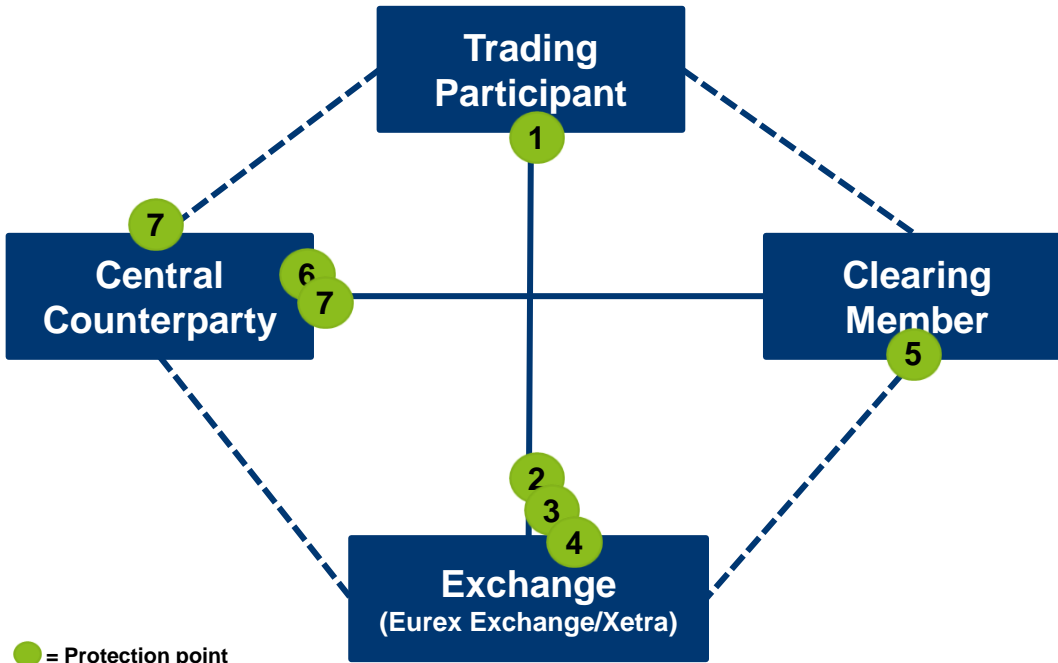 Trading
Participant
1
7
Central
Counterparty
6
7
Clearing
Member
5
2
3
4
Exchange
(Eurex Exchange/Xetra)
= Protection point